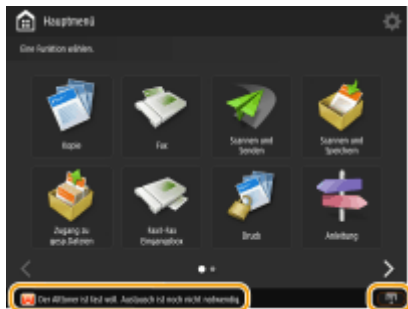 Hauptmenü
Eine Funktion wählen.
Kopie
Fax
Scannen und
Senden
Scannen und
Speichern
Zugang zu
gesp.Dateien
Fax/I-Fax
Eingangsbox
Druck
Anleitung
Der Alttoner ist fast voll. Austausch ist noch nicht notwendig.